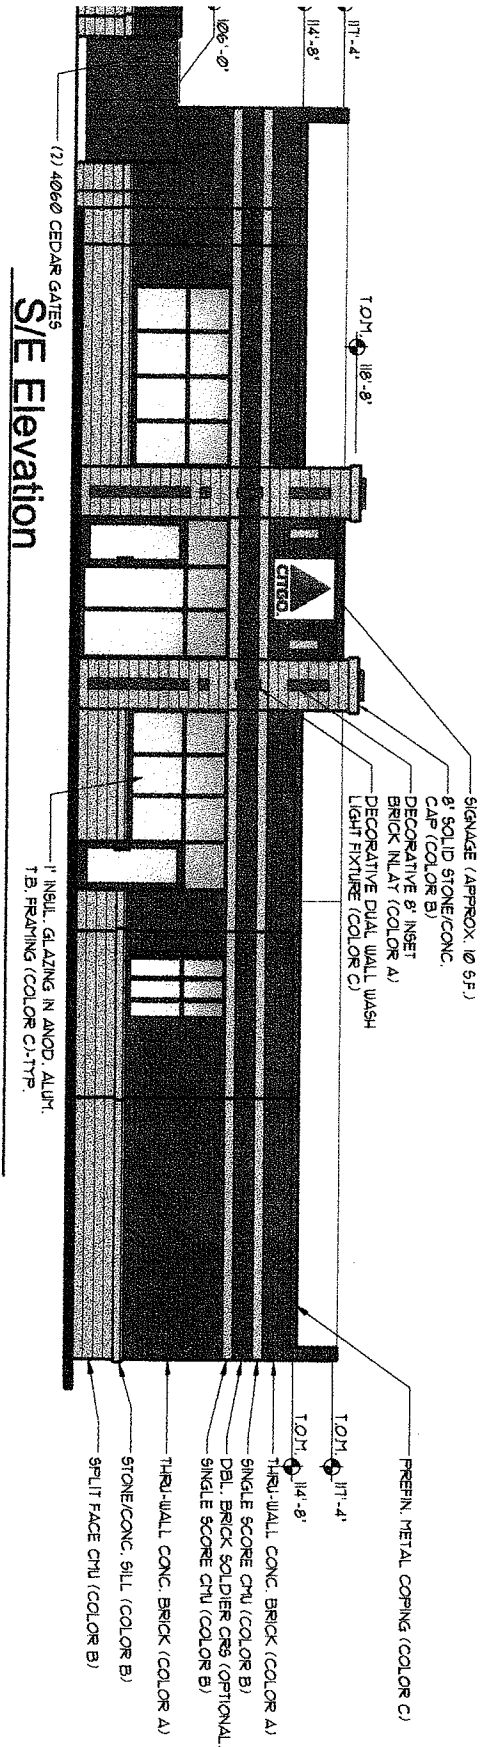 106'-0"
114'-8"
117'-4"
(2) 4060 CEDAR GATES
T.O.M. 118'-8"
CITGO.
SIGNAGE (APPROX. 10 S.F.)
8" SOLID STONE/CONC.
CAP (COLOR B)
DECORATIVE 8" INSET
BRICK INLAY (COLOR A)
DECORATIVE DUAL WALL WASH
LIGHT FIXTURE (COLOR C)
1" INSUL. GLAZING IN ANOD. ALUM.
T.B. FRAMING (COLOR C)-TYP.
PREFIN. METAL COPING (COLOR C)
T.O.M. 117'-4"
T.O.M. 114'-8"
THRU-WALL CONC. BRICK (COLOR A)
SINGLE SCORE CMU (COLOR B)
DBL. BRICK SOLDIER CRS (OPTIONAL
SINGLE SCORE CMU (COLOR B)
THRU-WALL CONC. BRICK (COLOR A)
STONE/CONC. SILL (COLOR B)
SPLIT FACE CMU (COLOR B)
S/E Elevation